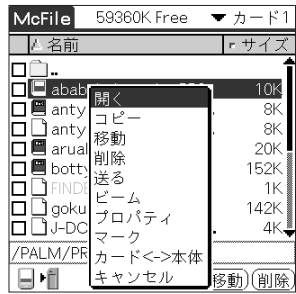 McFile 59360K Free ▼ カード1
名前 サイズ
..
abab 10K
anty 8K
anty 8K
arual 20K
botty 152K
FINDE 1K
goku 142K
J-DC 4K
開く
コピー
移動
削除
送る
ビーム
プロパティ
マーク
カード<->本体
キャンセル
/PALM/PR
移動 削除